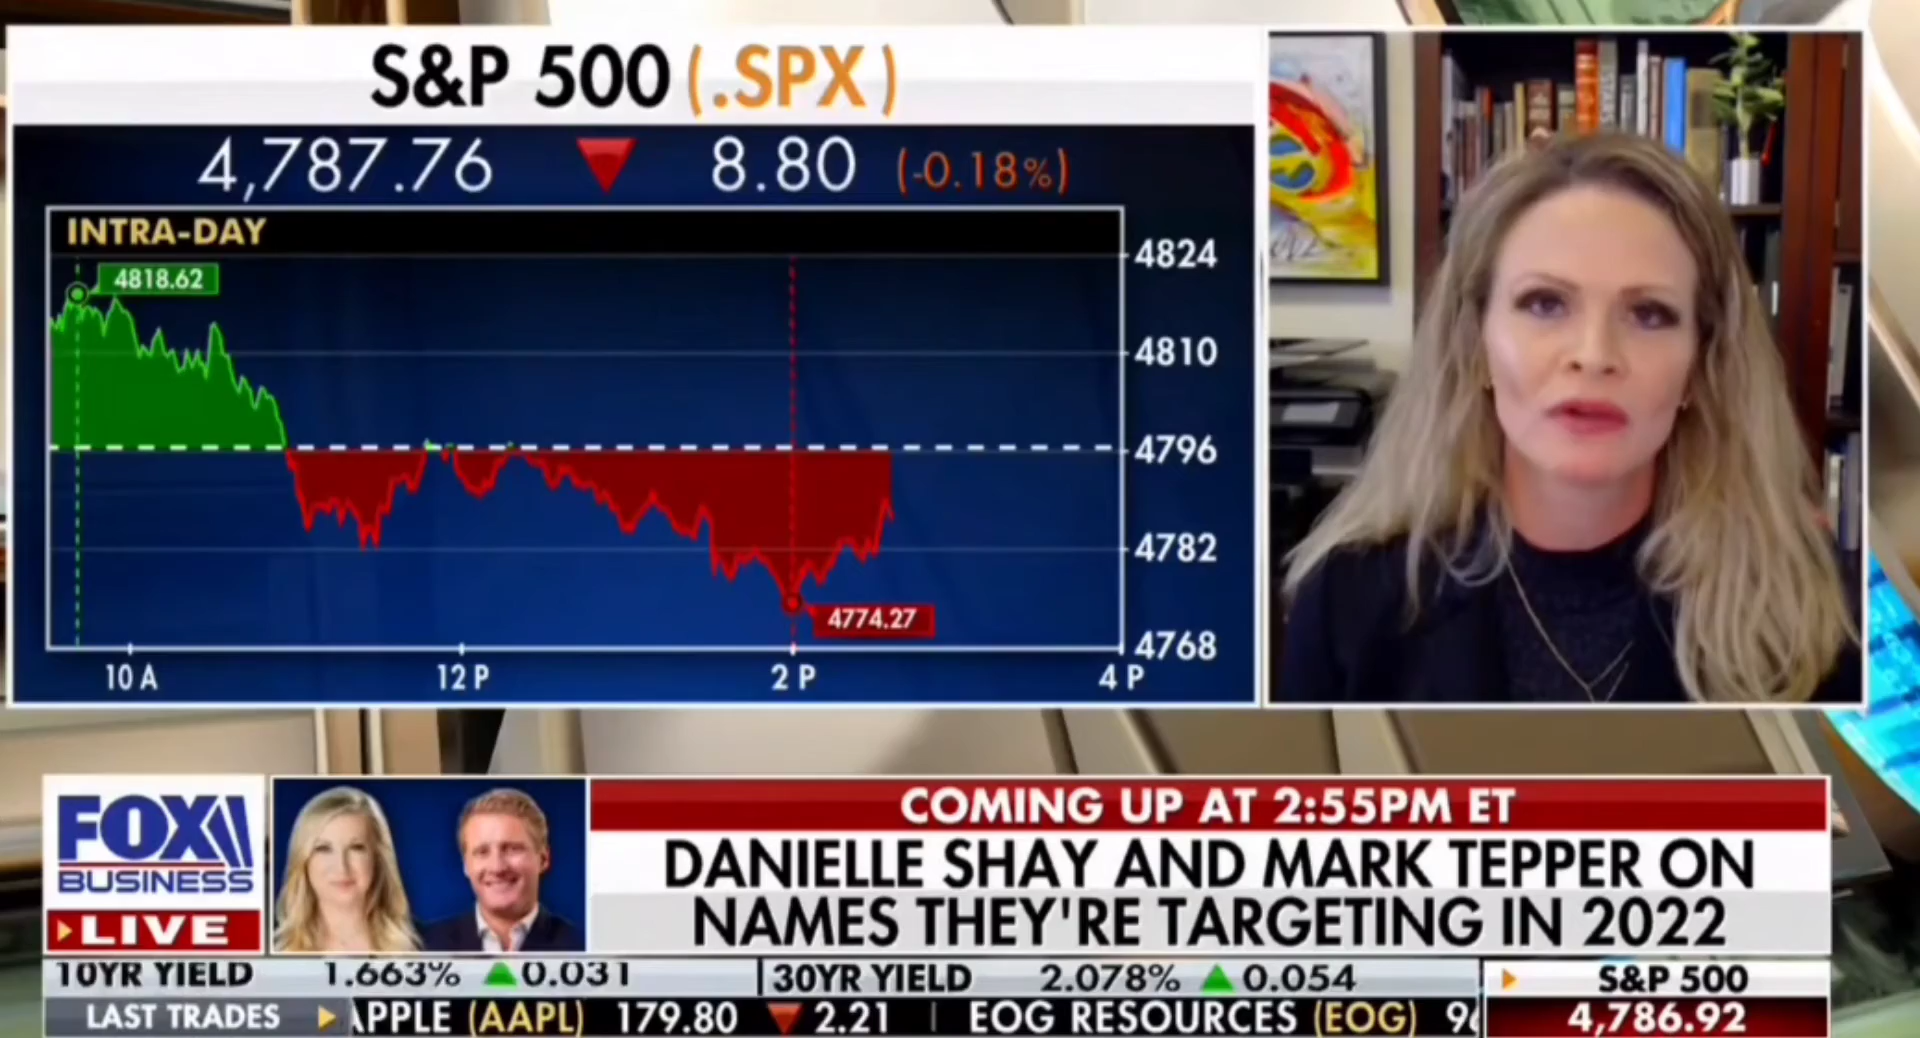 S&P 500 (.SPX)
4,787.76 ▼ 8.80 (-0.18%)
INTRA-DAY
4818.62
4824
4810
4796
4782
4774.27
4768
10 A 12 P 2 P 4 P
FOX
BUSINESS
LIVE
COMING UP AT 2:55PM ET
DANIELLE SHAY AND MARK TEPPER ON
NAMES THEY'RE TARGETING IN 2022
10YR YIELD 1.663% ▲ 0.031 | 30YR YIELD 2.078% ▲ 0.054
S&P 500
LAST TRADES APPLE (AAPL) 179.80 ▼ 2.21 | EOG RESOURCES (EOG)
4,786.92